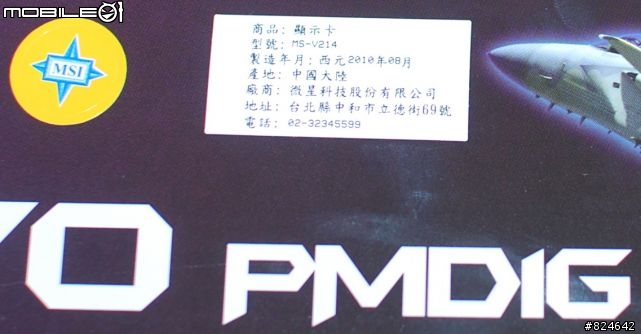 MOBILE01
商品: 顯示卡
型號: MS-V214
製造年月: 西元2010年08月
產地: 中國大陸
廠商: 微星科技股份有限公司
地址: 台北縣中和市立德街69號
電話: 02-32345599
MSI
70 PMD1G
#824642